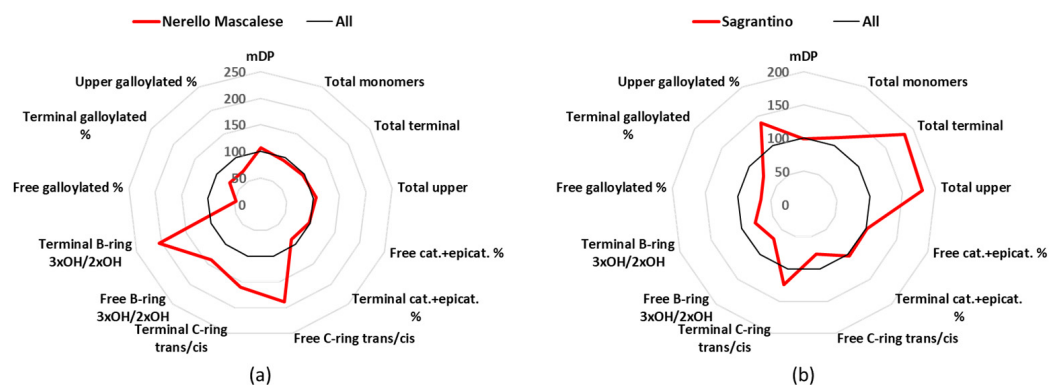 Nerello Mascalese All
mDP
250
200
150
100
50
0
Total monomers
Total terminal
Total upper
Free cat.+epicat. %
Terminal cat.+epicat.
%
Free C-ring trans/cis
Terminal C-ring
trans/cis
Free B-ring
3xOH/2xOH
Terminal B-ring
3xOH/2xOH
Free galloylated %
Terminal galloylated
%
Upper galloylated %
(a)
Sagrantino All
mDP
200
150
100
50
0
Total monomers
Total terminal
Total upper
Free cat.+epicat. %
Terminal cat.+epicat.
%
Free C-ring trans/cis
Terminal C-ring
trans/cis
Free B-ring
3xOH/2xOH
Terminal B-ring
3xOH/2xOH
Free galloylated %
Terminal galloylated
%
Upper galloylated %
(b)